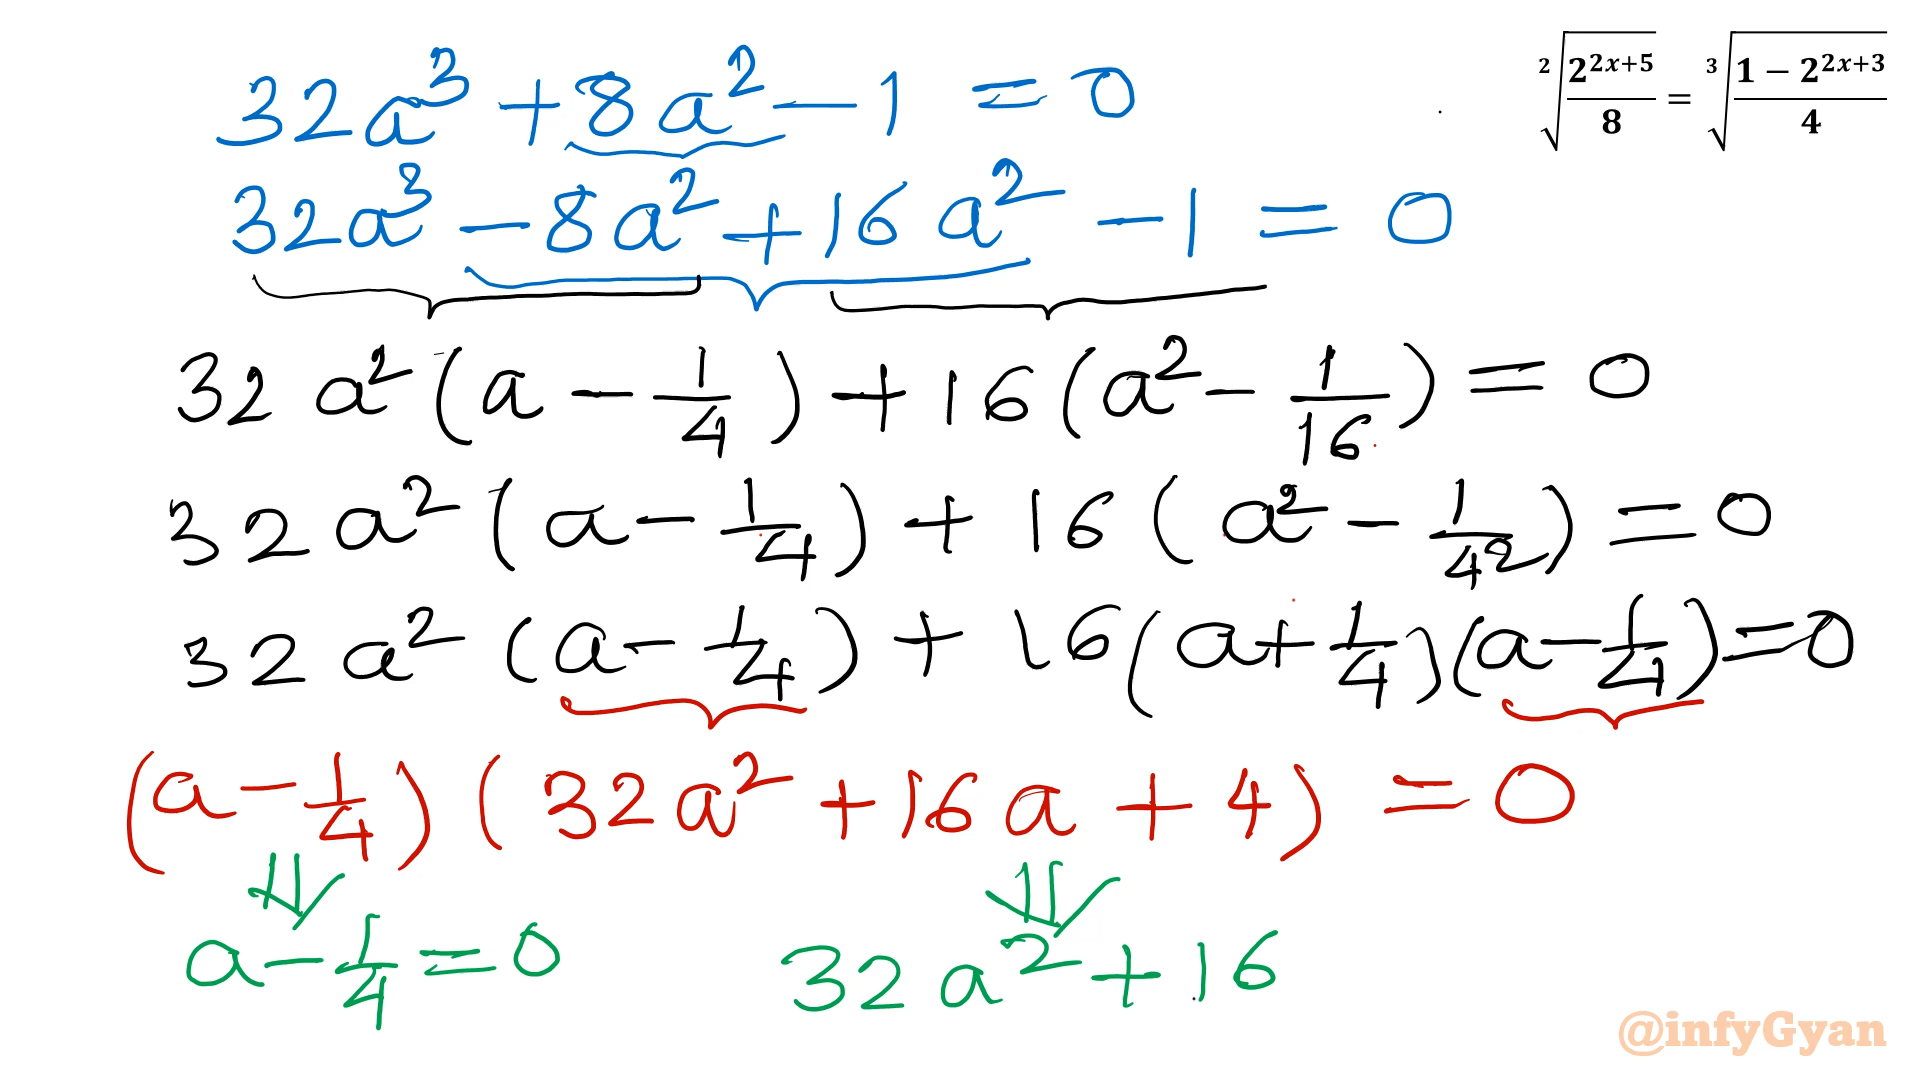 32a³ + 8a² − 1 = 0
²√(2^(2x+5)/8) = ³√((1 − 2^(2x+3))/4)
32a³ − 8a² + 16a² − 1 = 0
32a²(a − 1/4) + 16(a² − 1/16) = 0
32a²(a − 1/4) + 16(a² − 1/4²) = 0
32a²(a − 1/4) + 16(a + 1/4)(a − 1/4) = 0
(a − 1/4)(32a² + 16a + 4) = 0
a − 1/4 = 0
32a² + 16
@infyGyan